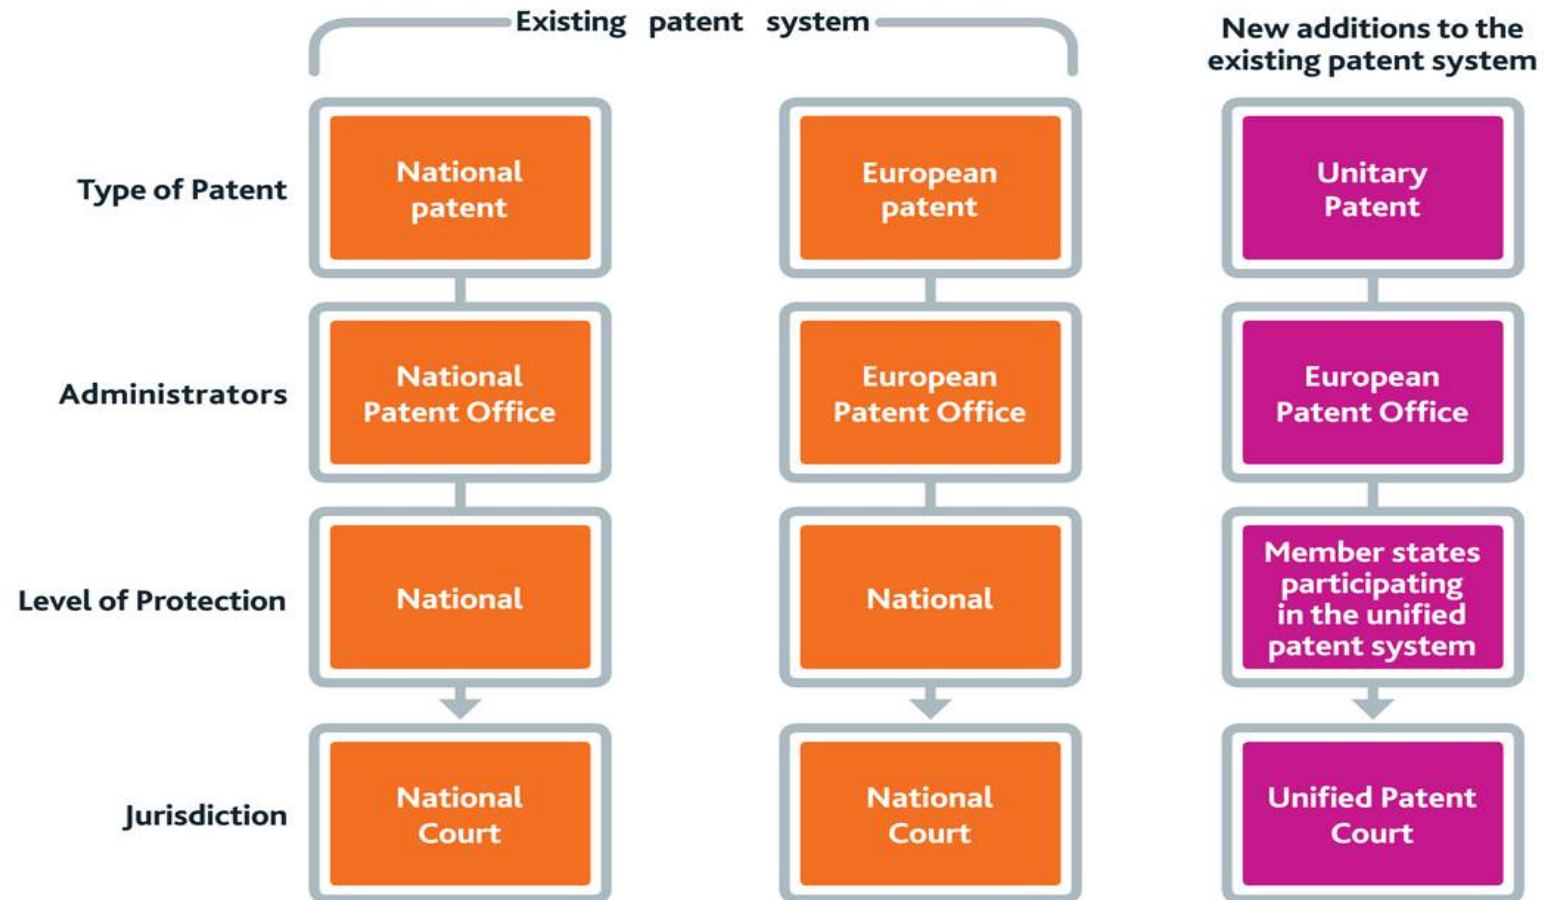 Existing patent system
New additions to the
existing patent system
Type of Patent
National
patent
European
patent
Unitary
Patent
Administrators
National
Patent Office
European
Patent Office
European
Patent Office
Level of Protection
National
National
Member states
participating
in the unified
patent system
Jurisdiction
National
Court
National
Court
Unified Patent
Court